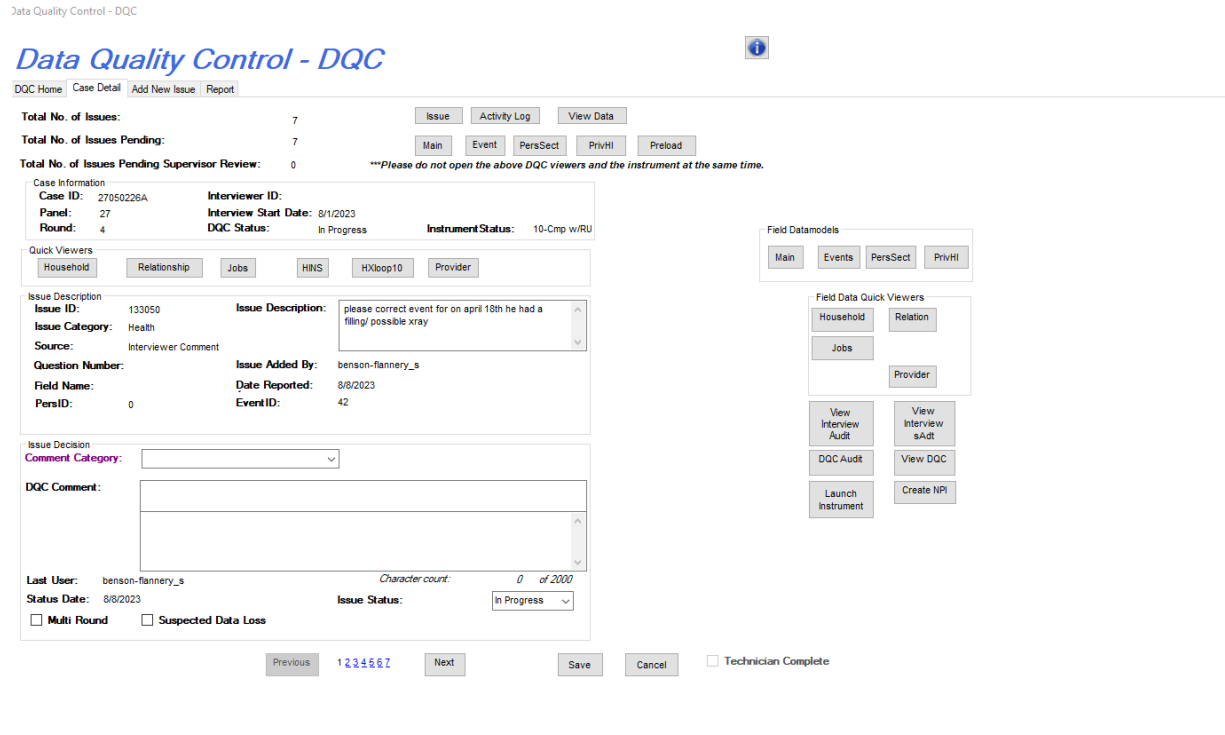 Data Quality Control - DQC
Data Quality Control - DQC
DQC Home Case Detail Add New Issue Report
Total No. of Issues: 7 Issue Activity Log View Data
Total No. of Issues Pending: 7 Main Event PersSect PrivHI Preload
Total No. of Issues Pending Supervisor Review: 0 ***Please do not open the above DQC viewers and the instrument at the same time.
Case Information
Case ID: 27050226A Interviewer ID:
Panel: 27 Interview Start Date: 8/1/2023
Round: 4 DQC Status: In Progress InstrumentStatus: 10-Cmp w/RU
Quick Viewers
Household Relationship Jobs HINS HXloop10 Provider
Issue Description
Issue ID: 133050 Issue Description: please correct event for on april 18th he had a
filling/ possible xray
Issue Category: Health
Source: Interviewer Comment
Question Number: Issue Added By: benson-flannery_s
Field Name: Date Reported: 8/8/2023
PersID: 0 EventID: 42
Issue Decision
Comment Category:
DQC Comment:
Last User: benson-flannery_s Character count: 0 of 2000
Status Date: 8/8/2023 Issue Status: In Progress
Multi Round Suspected Data Loss
Previous 1 2 3 4 5 6 7 Next Save Cancel Technician Complete
Field Datamodels
Main Events PersSect PrivHI
Field Data Quick Viewers
Household Relation
Jobs
Provider
View
Interview
Audit
View
Interview
sAdt
DQC Audit View DQC
Launch
Instrument
Create NPI